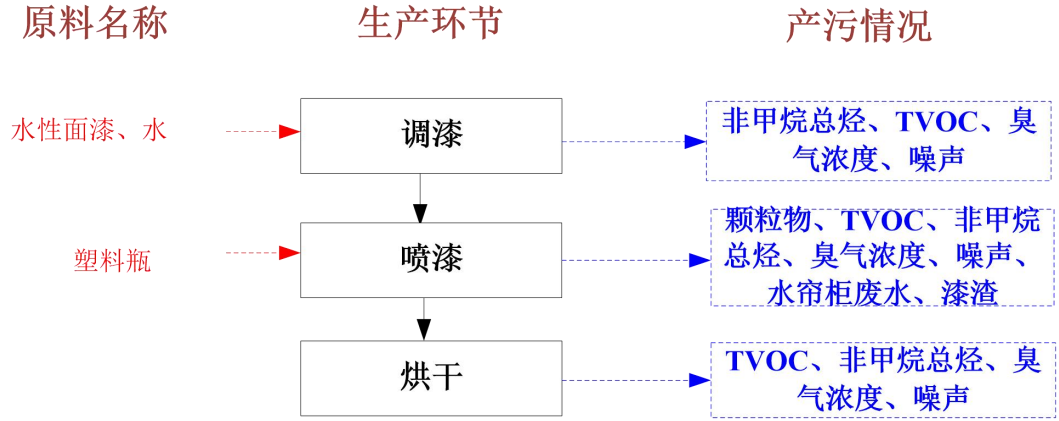 原料名称 生产环节 产污情况
水性面漆、水
调漆
非甲烷总烃、TVOC、臭
气浓度、噪声
塑料瓶
喷漆
颗粒物、TVOC、非甲烷
总烃、臭气浓度、噪声、
水帘柜废水、漆渣
烘干
TVOC、非甲烷总烃、臭
气浓度、噪声